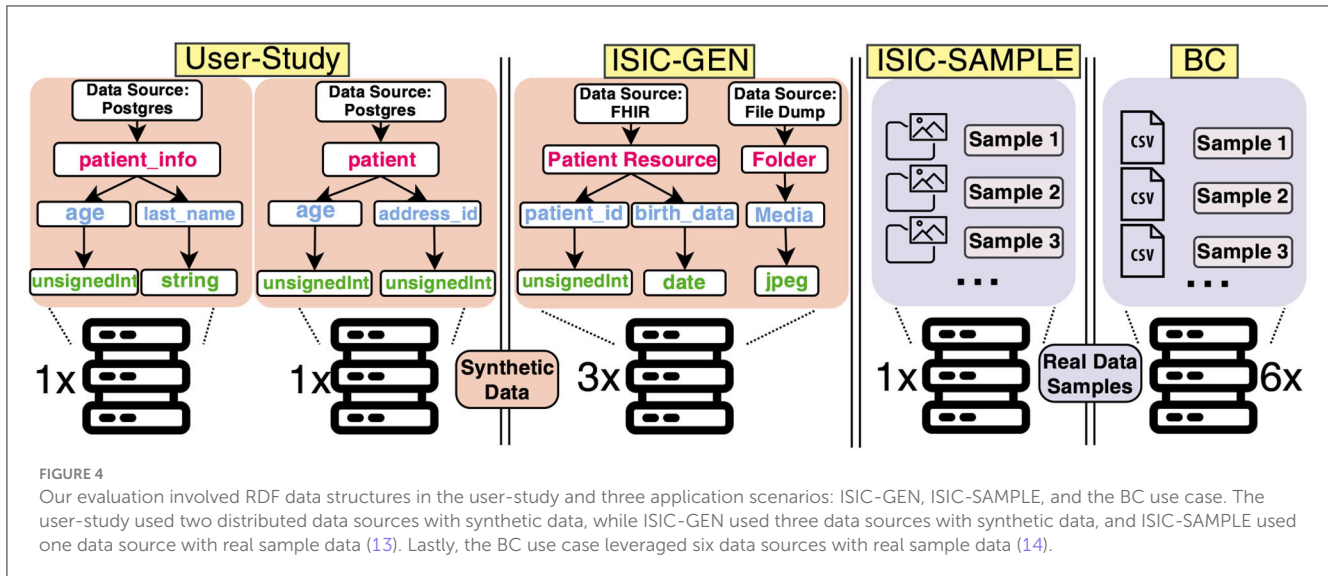 User-Study
Data Source:
Postgres
patient_info
age
last_name
unsignedInt
string
1x
Data Source:
Postgres
patient
age
address_id
unsignedInt
unsignedInt
1x
Synthetic
Data
ISIC-GEN
Data Source:
FHIR
Patient Resource
patient_id
birth_data
unsignedInt
date
Data Source:
File Dump
Folder
Media
jpeg
3x
ISIC-SAMPLE
Sample 1
Sample 2
Sample 3
...
1x
Real Data
Samples
BC
CSV
Sample 1
CSV
Sample 2
CSV
Sample 3
...
6x
FIGURE 4
Our evaluation involved RDF data structures in the user-study and three application scenarios: ISIC-GEN, ISIC-SAMPLE, and the BC use case. The
user-study used two distributed data sources with synthetic data, while ISIC-GEN used three data sources with synthetic data, and ISIC-SAMPLE used
one data source with real sample data (13). Lastly, the BC use case leveraged six data sources with real sample data (14).